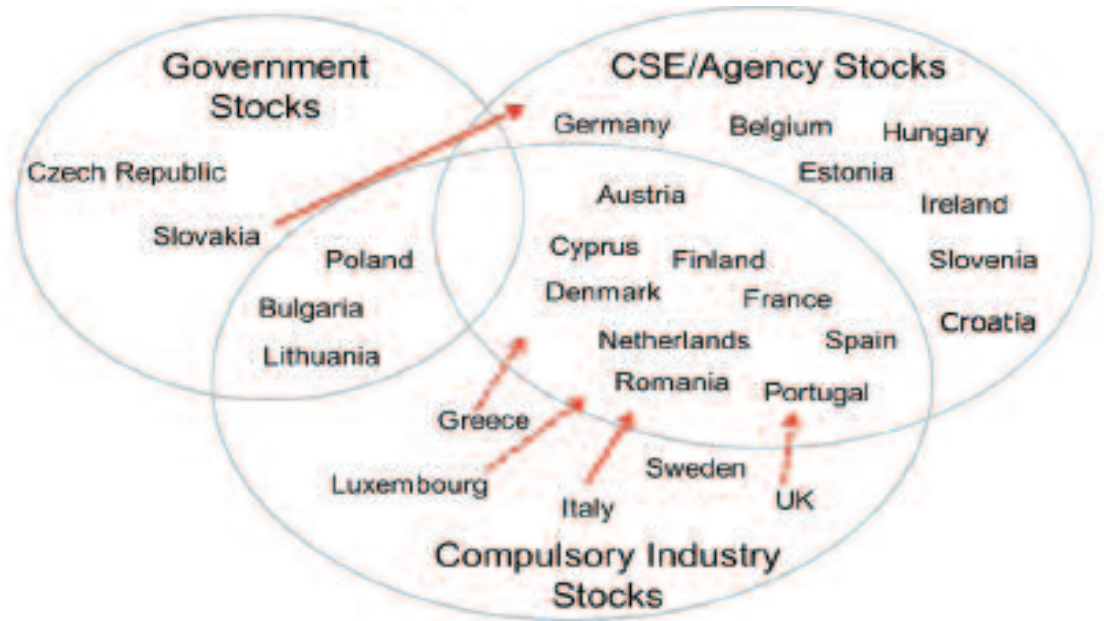 Government
Stocks
CSE/Agency Stocks
Germany
Belgium
Hungary
Czech Republic
Estonia
Austria
Ireland
Slovakia
Poland
Cyprus
Finland
Slovenia
Bulgaria
Denmark
France
Croatia
Lithuania
Netherlands
Spain
Romania
Portugal
Greece
Luxembourg
Sweden
Italy
UK
Compulsory Industry
Stocks